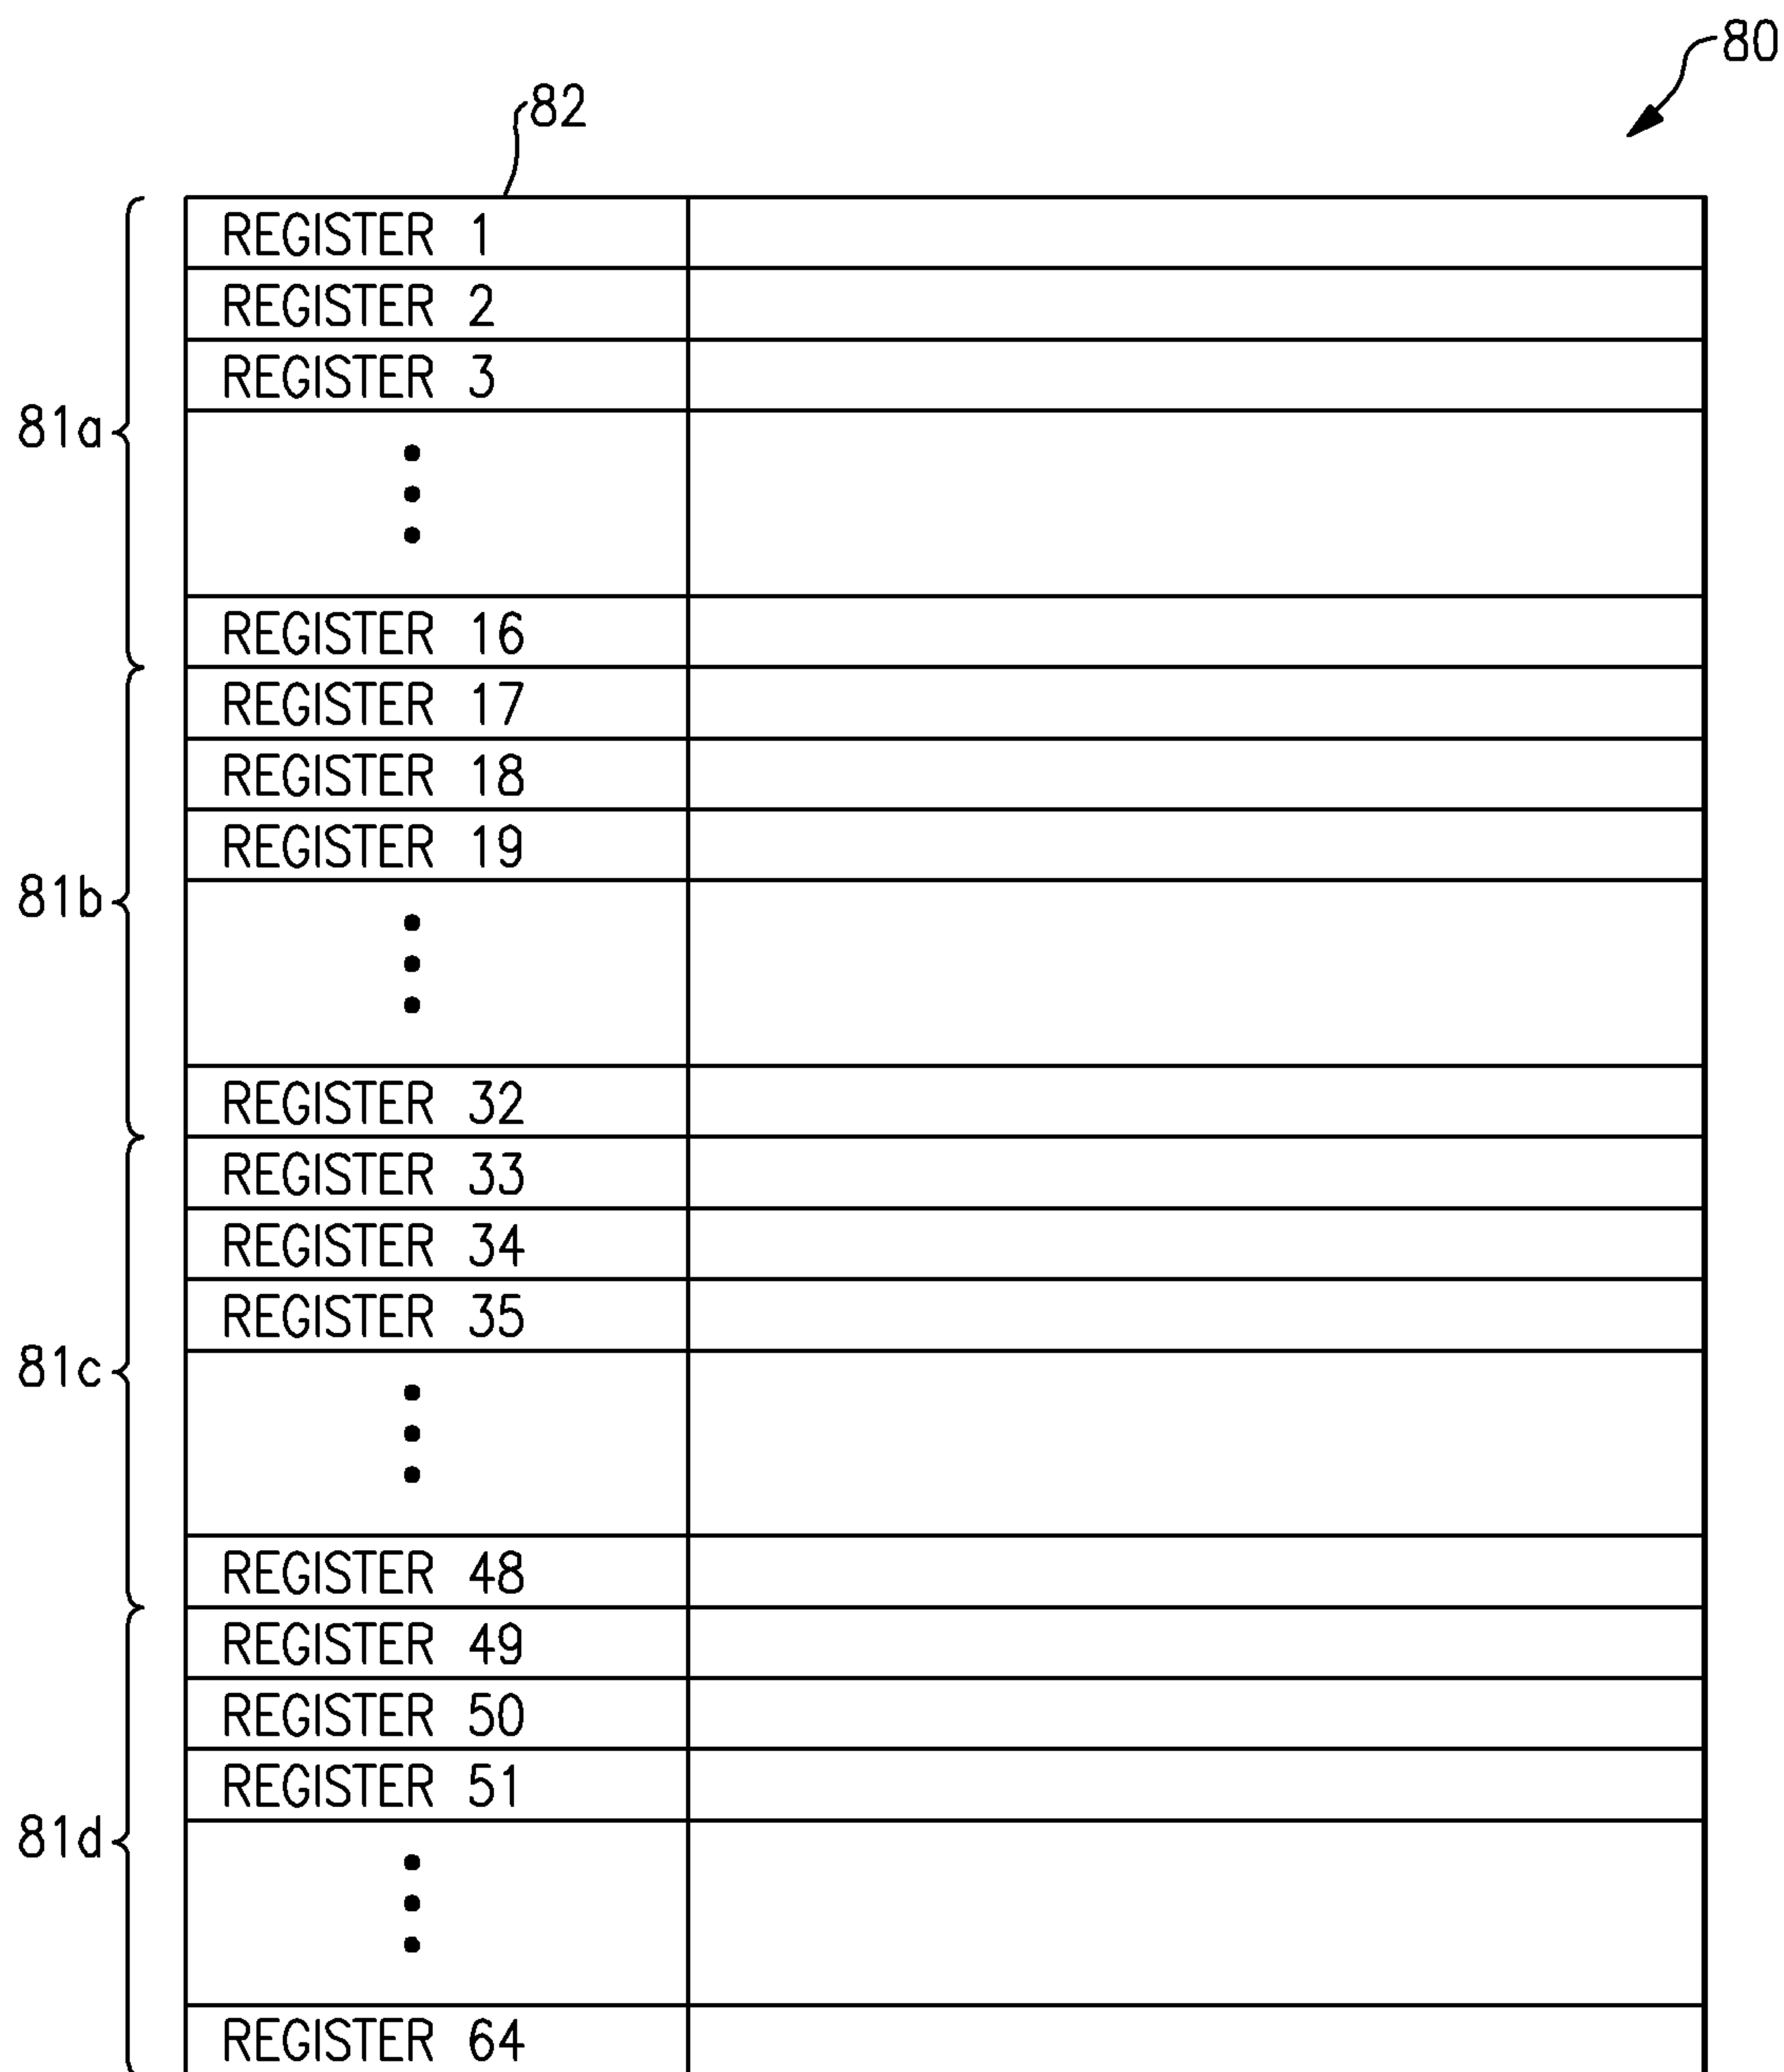 80
82
REGISTER 1
REGISTER 2
REGISTER 3
81a
REGISTER 16
REGISTER 17
REGISTER 18
REGISTER 19
81b
REGISTER 32
REGISTER 33
REGISTER 34
REGISTER 35
81c
REGISTER 48
REGISTER 49
REGISTER 50
REGISTER 51
81d
REGISTER 64